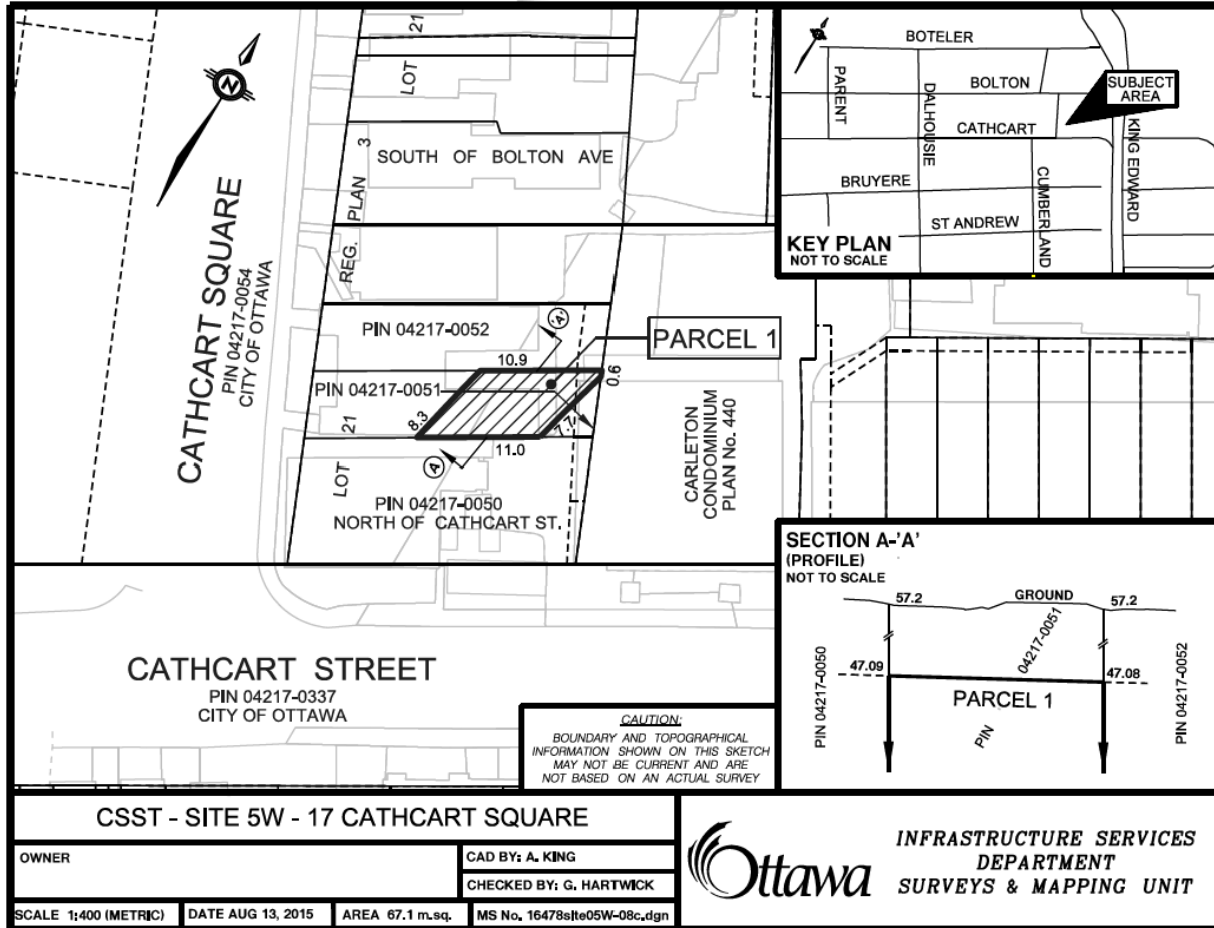 21
LOT
SOUTH OF BOLTON AVE
REG. PLAN 3
N
CATHCART SQUARE
PIN 04217-0054
CITY OF OTTAWA
PIN 04217-0052
'A'
PARCEL 1
10.9
0.6
PIN 04217-0051
8.3
7.7
11.0
A
LOT 21
PIN 04217-0050
NORTH OF CATHCART ST.
CARLETON
CONDOMINIUM
PLAN No. 440
CATHCART STREET
PIN 04217-0337
CITY OF OTTAWA
BOTELER
BOLTON
SUBJECT
AREA
PARENT
DALHOUSIE
CATHCART
KING EDWARD
BRUYERE
CUMBERLAND
ST ANDREW
KEY PLAN
NOT TO SCALE
SECTION A-'A'
(PROFILE)
NOT TO SCALE
57.2
GROUND
57.2
PIN 04217-0050
04217-0051
PIN 04217-0052
47.09
47.08
PARCEL 1
PIN
CAUTION:
BOUNDARY AND TOPOGRAPHICAL
INFORMATION SHOWN ON THIS SKETCH
MAY NOT BE CURRENT AND ARE
NOT BASED ON AN ACTUAL SURVEY
CSST - SITE 5W - 17 CATHCART SQUARE
OWNER
CAD BY: A. KING
CHECKED BY: G. HARTWICK
SCALE 1:400 (METRIC)
DATE AUG 13, 2015
AREA 67.1 m.sq.
MS No. 16478site05W-08c.dgn
Ottawa
INFRASTRUCTURE SERVICES
DEPARTMENT
SURVEYS & MAPPING UNIT